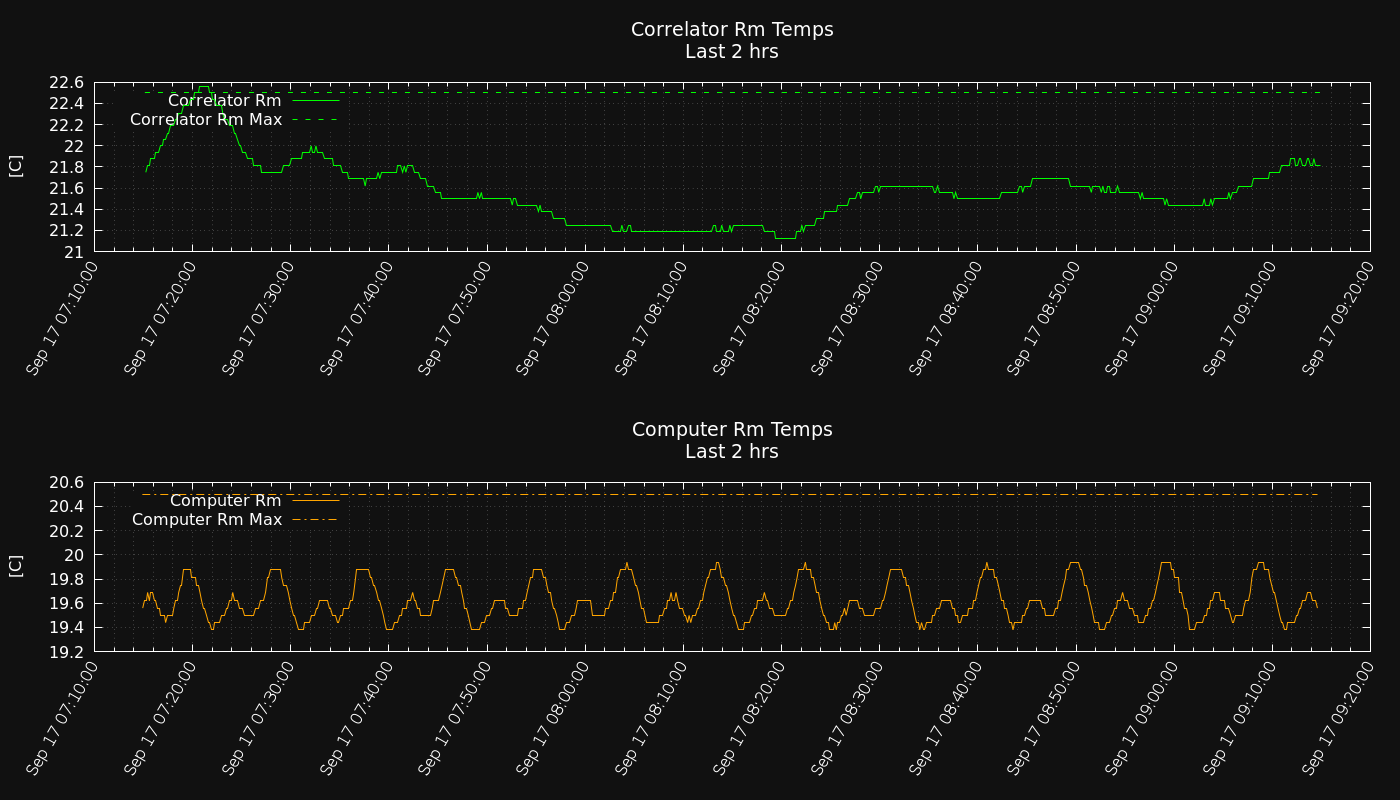 Correlator Rm Temps
Last 2 hrs
[C]
22.6
22.4
22.2
22
21.8
21.6
21.4
21.2
21
Correlator Rm
Correlator Rm Max
Sep 17 07:10:00
Sep 17 07:20:00
Sep 17 07:30:00
Sep 17 07:40:00
Sep 17 07:50:00
Sep 17 08:00:00
Sep 17 08:10:00
Sep 17 08:20:00
Sep 17 08:30:00
Sep 17 08:40:00
Sep 17 08:50:00
Sep 17 09:00:00
Sep 17 09:10:00
Sep 17 09:20:00
Computer Rm Temps
Last 2 hrs
[C]
20.6
20.4
20.2
20
19.8
19.6
19.4
19.2
Computer Rm
Computer Rm Max
Sep 17 07:10:00
Sep 17 07:20:00
Sep 17 07:30:00
Sep 17 07:40:00
Sep 17 07:50:00
Sep 17 08:00:00
Sep 17 08:10:00
Sep 17 08:20:00
Sep 17 08:30:00
Sep 17 08:40:00
Sep 17 08:50:00
Sep 17 09:00:00
Sep 17 09:10:00
Sep 17 09:20:00